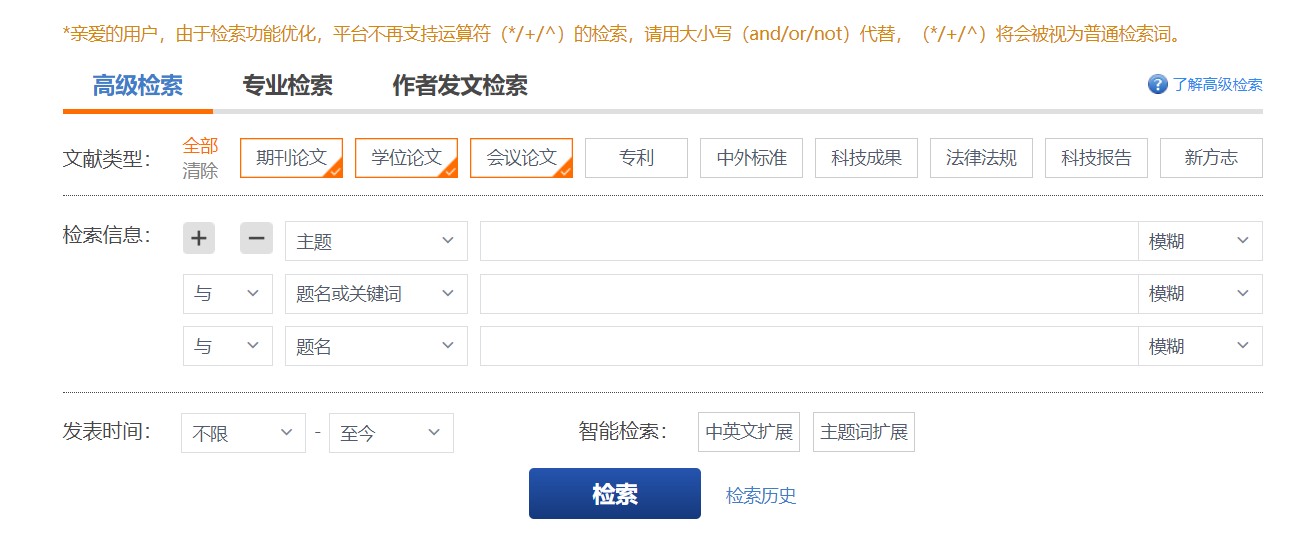 *亲爱的用户，由于检索功能优化，平台不再支持运算符（*/+/^）的检索，请用大小写（and/or/not）代替，（*/+/^）将会被视为普通检索词。
高级检索 专业检索 作者发文检索 ? 了解高级检索
文献类型： 全部 清除 期刊论文 学位论文 会议论文 专利 中外标准 科技成果 法律法规 科技报告 新方志
检索信息： + − 主题 模糊
与 题名或关键词 模糊
与 题名 模糊
发表时间： 不限 - 至今 智能检索： 中英文扩展 主题词扩展
检索 检索历史